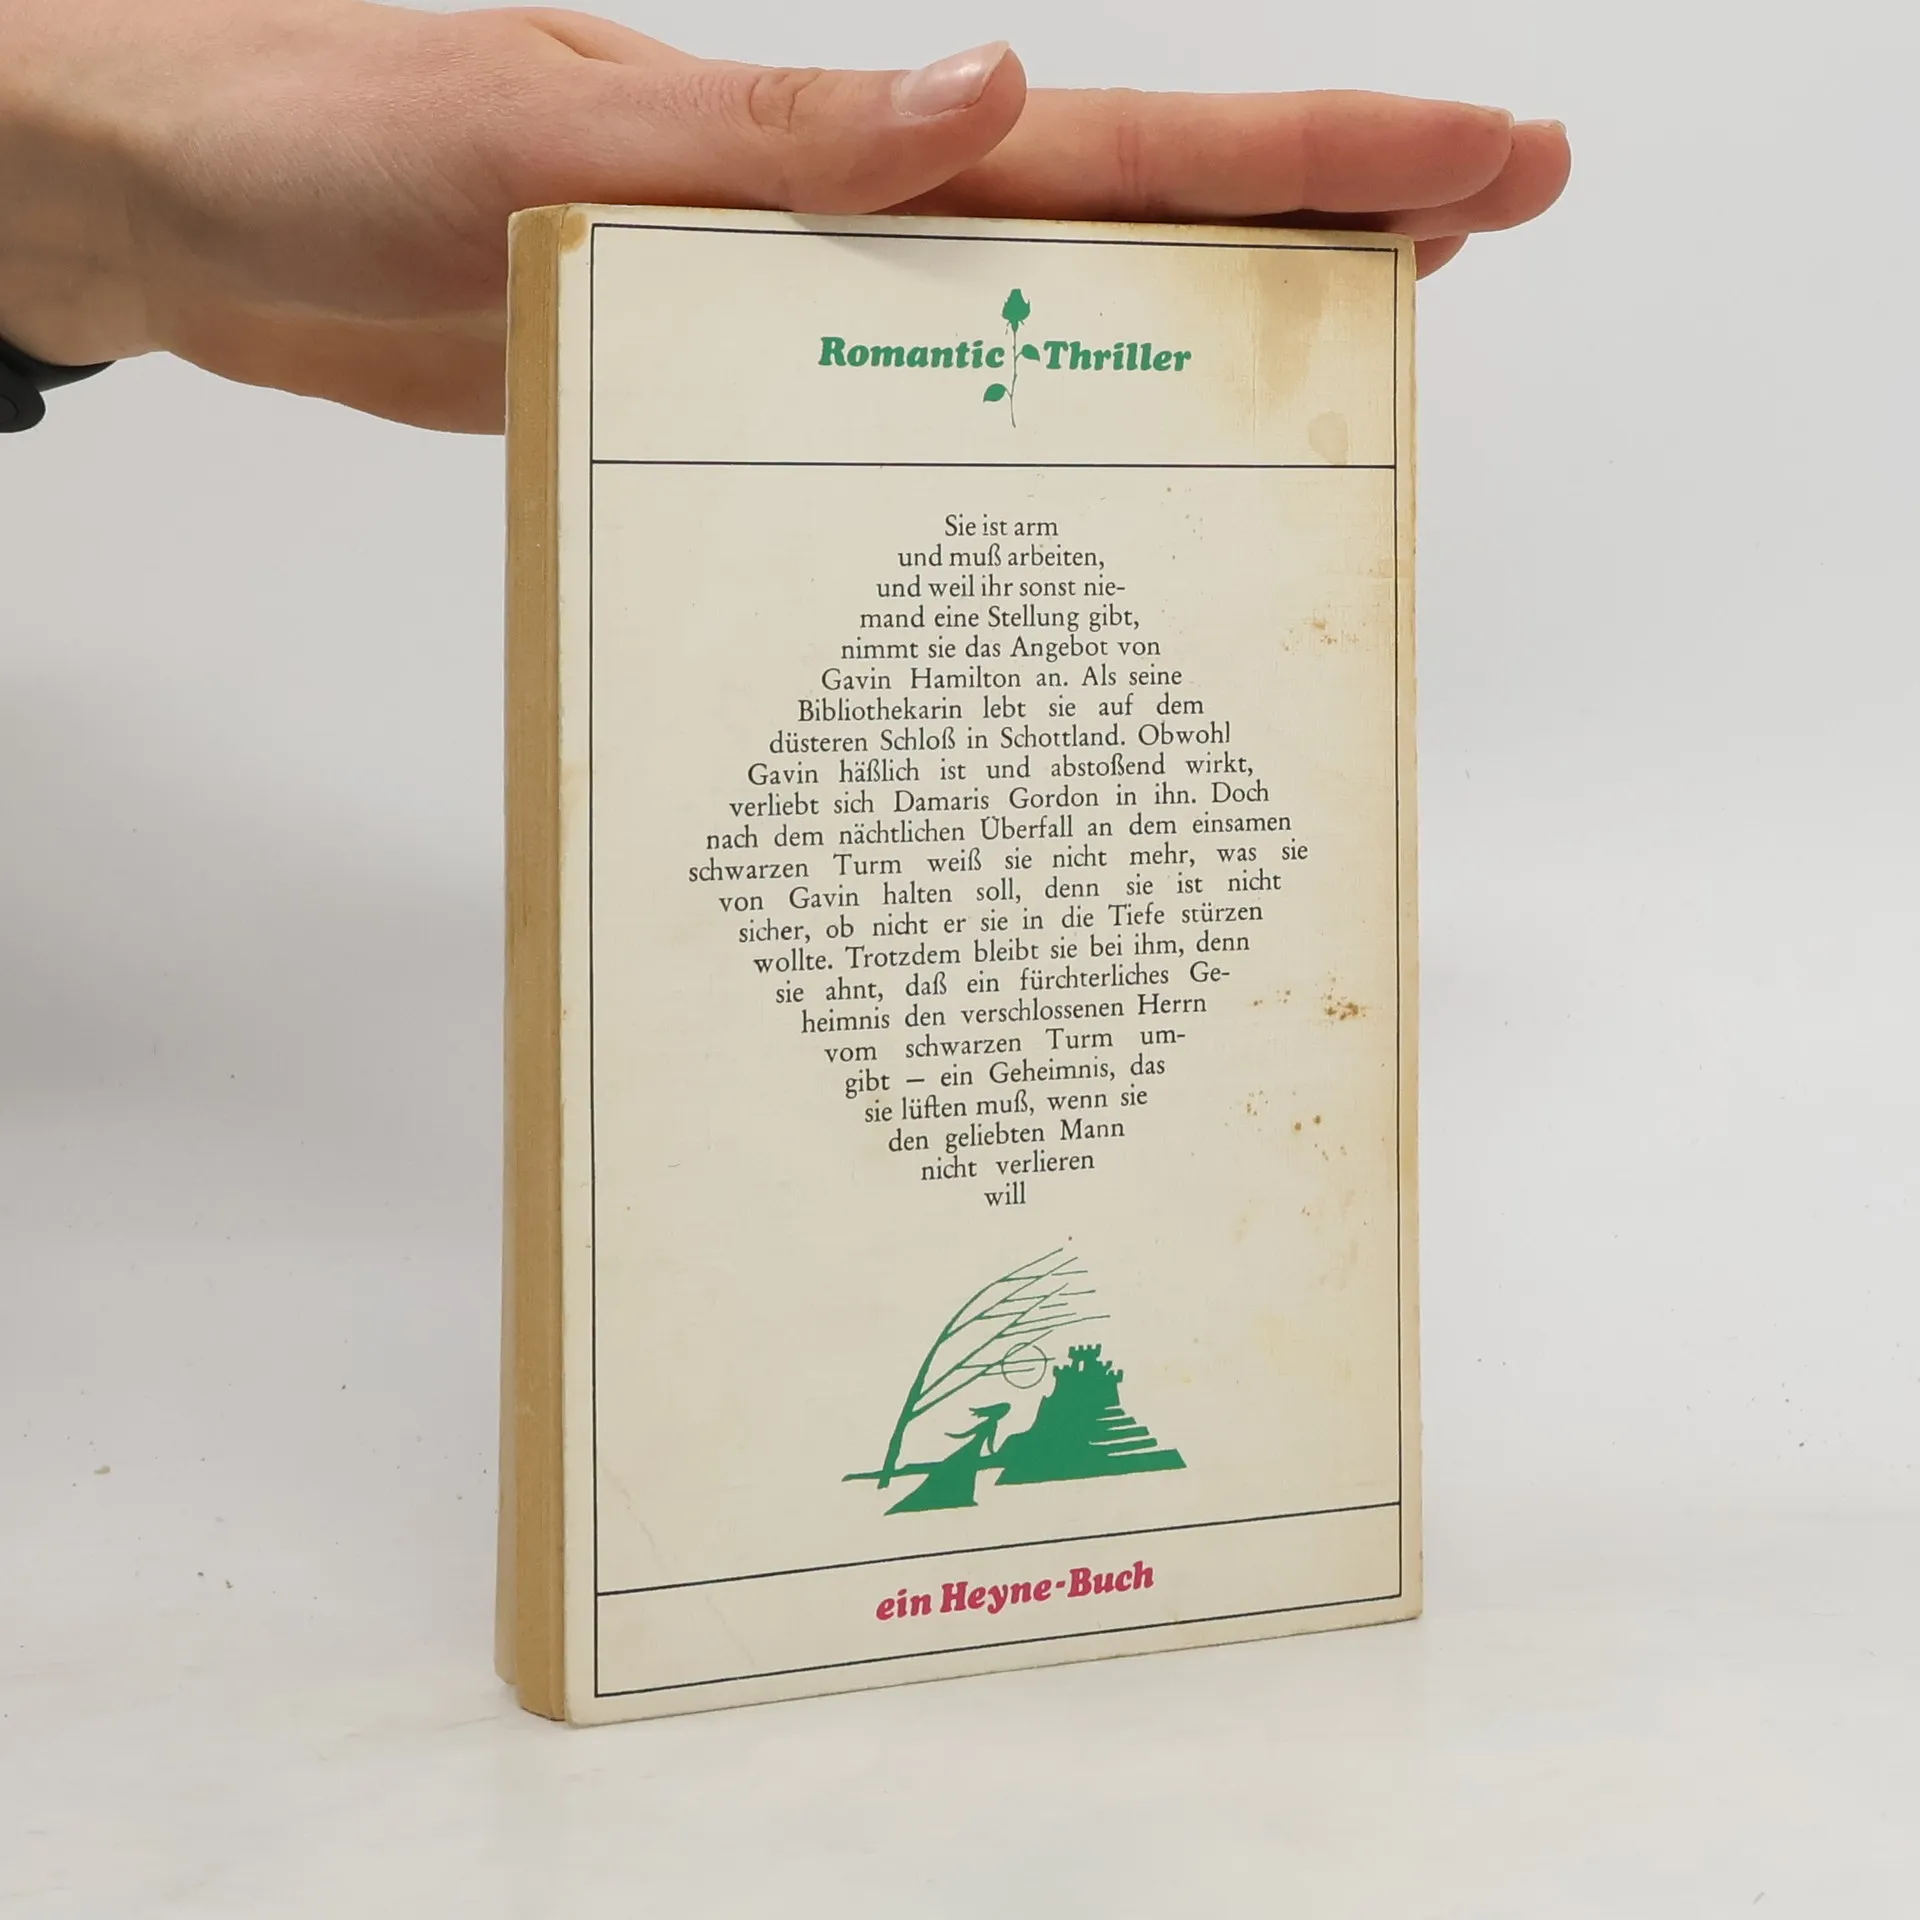 Romantic Thriller
Sie ist arm
und muß arbeiten,
und weil ihr sonst nie-
mand eine Stellung gibt,
nimmt sie das Angebot von
Gavin Hamilton an. Als seine
Bibliothekarin lebt sie auf dem
düsteren Schloß in Schottland. Obwohl
Gavin häßlich ist und abstoßend wirkt,
verliebt sich Damaris Gordon in ihn. Doch
nach dem nächtlichen Überfall an dem einsamen
schwarzen Turm weiß sie nicht mehr, was sie
von Gavin halten soll, denn sie ist nicht
sicher, ob nicht er sie in die Tiefe stürzen
wollte. Trotzdem bleibt sie bei ihm, denn
sie ahnt, daß ein fürchterliches Ge-
heimnis den verschlossenen Herrn
vom schwarzen Turm um-
gibt – ein Geheimnis, das
sie lüften muß, wenn sie
den geliebten Mann
nicht verlieren
will
ein Heyne-Buch